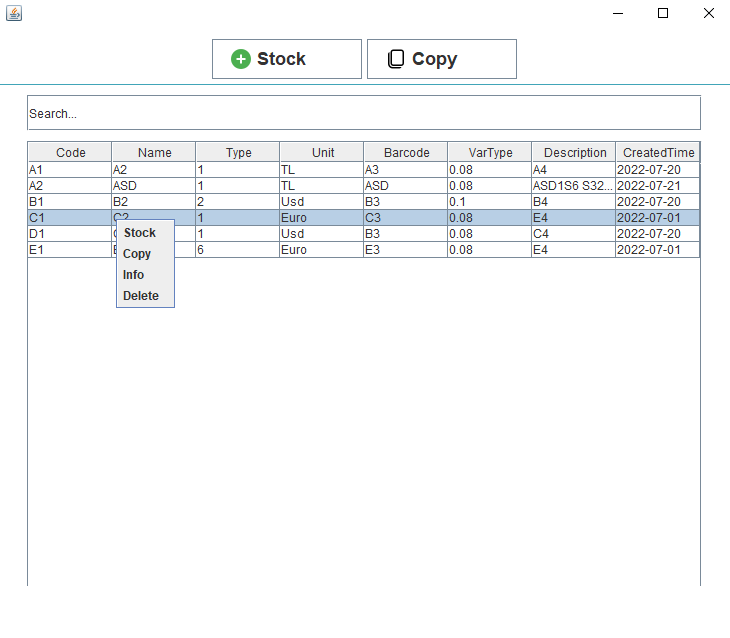 Stock Copy
Search...
Code Name Type Unit Barcode VarType Description CreatedTime
A1 A2 1 TL A3 0.08 A4 2022-07-20
A2 ASD 1 TL ASD 0.08 ASD1S6 S32... 2022-07-21
B1 B2 2 Usd B3 0.1 B4 2022-07-20
C1 C2 1 Euro C3 0.08 E4 2022-07-01
D1 1 Usd B3 0.08 C4 2022-07-20
E1 6 Euro E3 0.08 E4 2022-07-01
Stock
Copy
Info
Delete